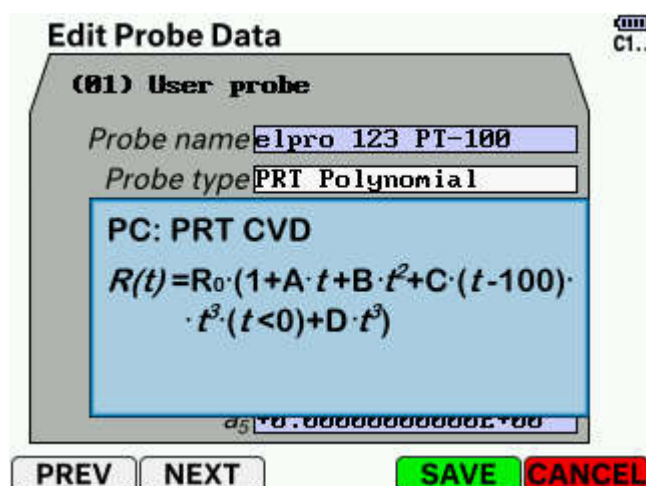 Edit Probe Data
C1..
(01) User probe
Probe name elpro 123 PT-100
Probe type PRT Polynomial
PC: PRT CVD
R(t)=R₀·(1+A·t+B·t²+C·(t-100)·
·t³·(t<0)+D·t³)
PREV NEXT SAVE CANCEL